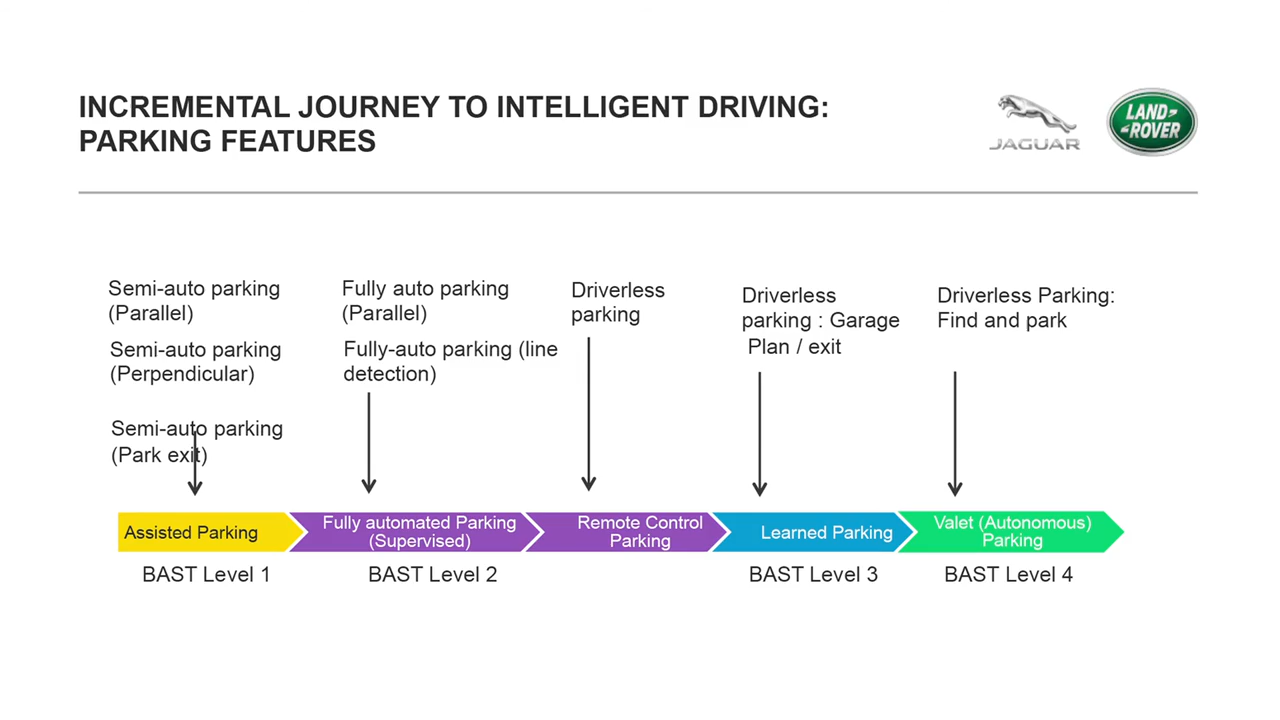 INCREMENTAL JOURNEY TO INTELLIGENT DRIVING:
PARKING FEATURES
JAGUAR
LAND
ROVER
Semi-auto parking
(Parallel)
Semi-auto parking
(Perpendicular)
Semi-auto parking
(Park exit)
Fully auto parking
(Parallel)
Fully-auto parking (line
detection)
Driverless
parking
Driverless
parking : Garage
Plan / exit
Driverless Parking:
Find and park
Assisted Parking
Fully automated Parking
(Supervised)
Remote Control
Parking
Learned Parking
Valet (Autonomous)
Parking
BAST Level 1
BAST Level 2
BAST Level 3
BAST Level 4